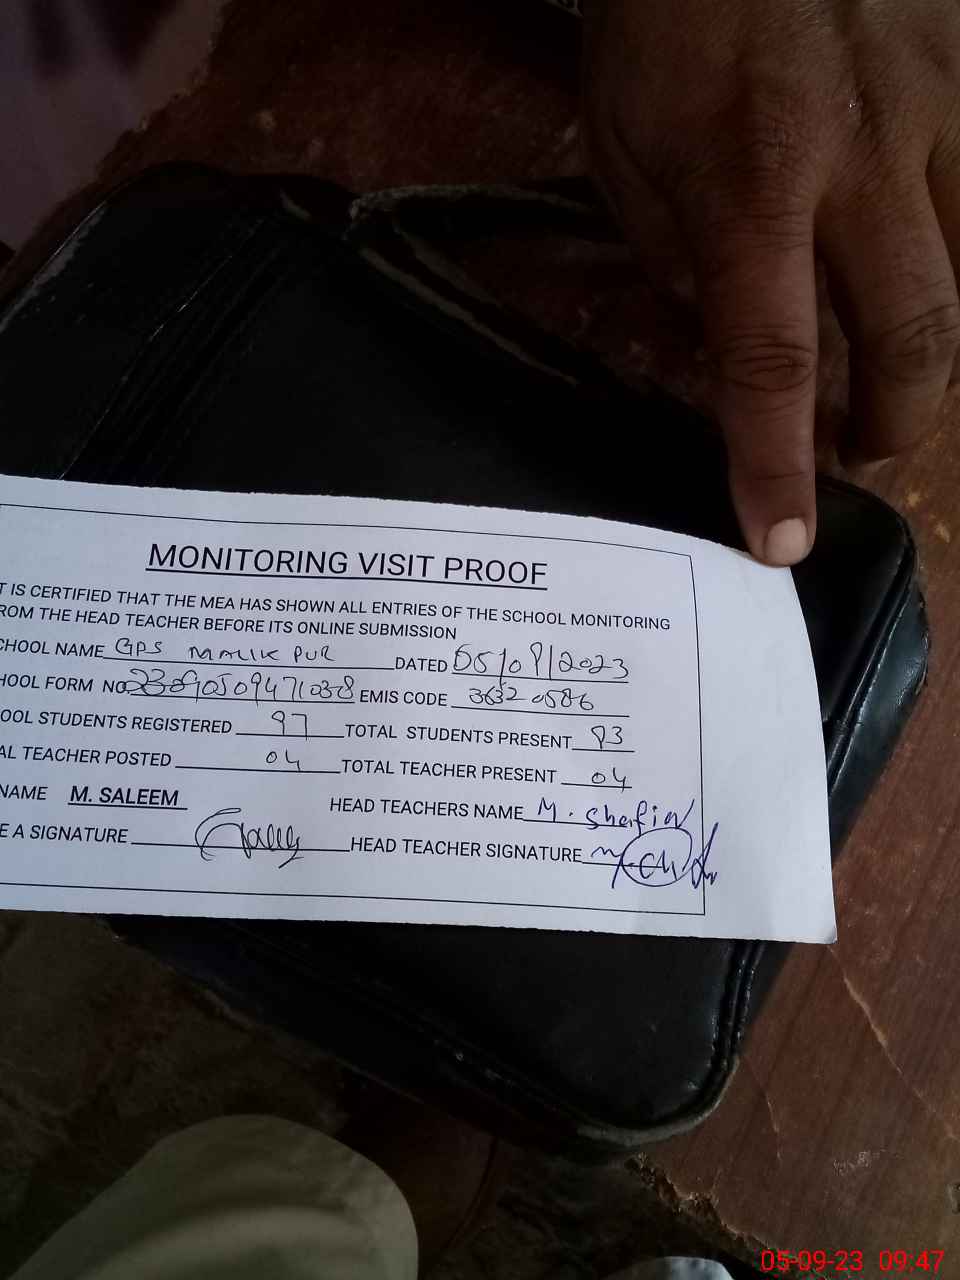 MONITORING VISIT PROOF
T IS CERTIFIED THAT THE MEA HAS SHOWN ALL ENTRIES OF THE SCHOOL MONITORING
ROM THE HEAD TEACHER BEFORE ITS ONLINE SUBMISSION
CHOOL NAME GPS MALIK PUR DATED 05/09/2023
HOOL FORM NO EMIS CODE 36320586
OOL STUDENTS REGISTERED 97 TOTAL STUDENTS PRESENT 93
AL TEACHER POSTED 04 TOTAL TEACHER PRESENT 04
NAME M. SALEEM HEAD TEACHERS NAME M.
E A SIGNATURE HEAD TEACHER SIGNATURE
05-09-23 09:47